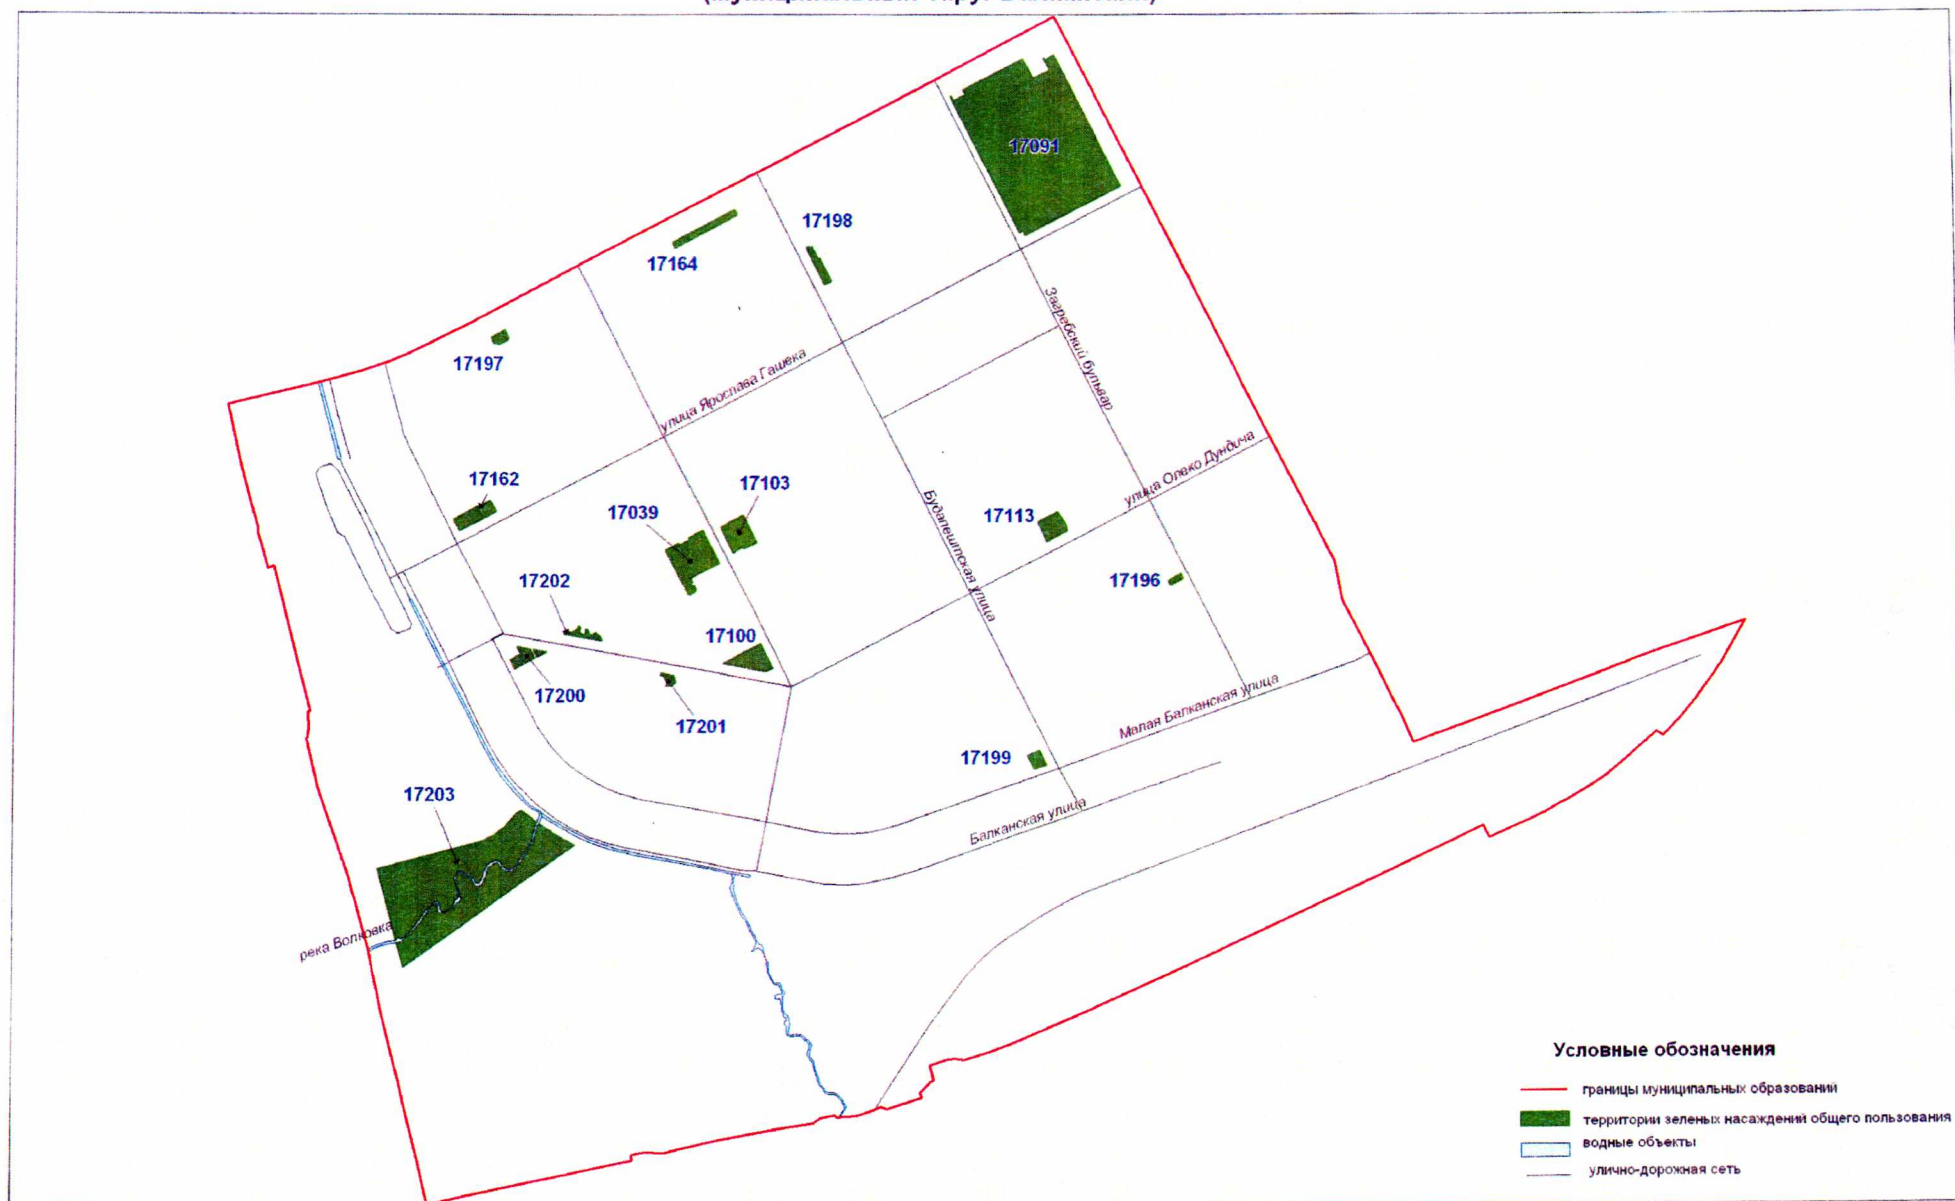 17091
17198
17164
17197
Загребский бульвар
улица Ярослава Гашека
улица Олеко Дундича
17162
17103
17039
Будапештская улица
17113
17202
17196
17100
17200
17201
Малая Балканская улица
17199
17203
Балканская улица
река Волковка
Условные обозначения
границы муниципальных образований
территории зеленых насаждений общего пользования
водные объекты
улично-дорожная сеть